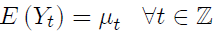 E (Y_t) = μ_t ∀t ∈ ℤ